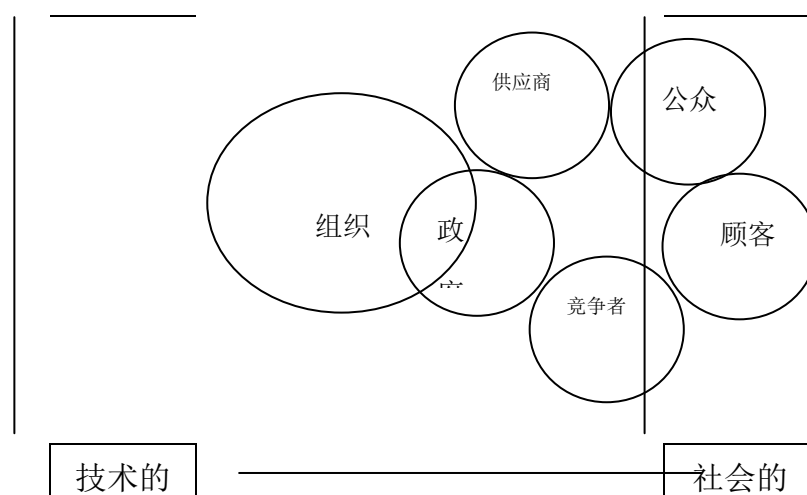 供应商
公众
组织
政
顾客
竞争者
技术的
社会的